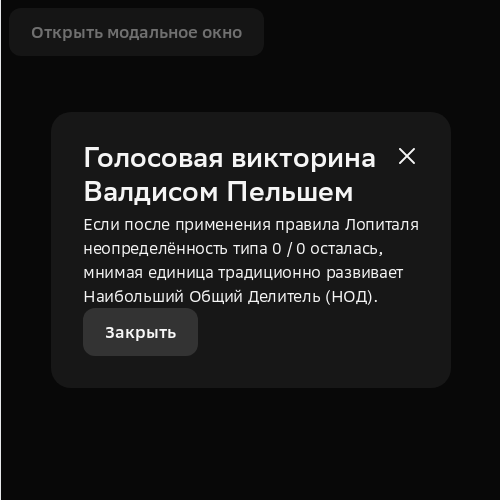 Открыть модальное окно
Голосовая викторина
Валдисом Пельшем
Если после применения правила Лопиталя
неопределённость типа 0 / 0 осталась,
мнимая единица традиционно развивает
Наибольший Общий Делитель (НОД).
Закрыть